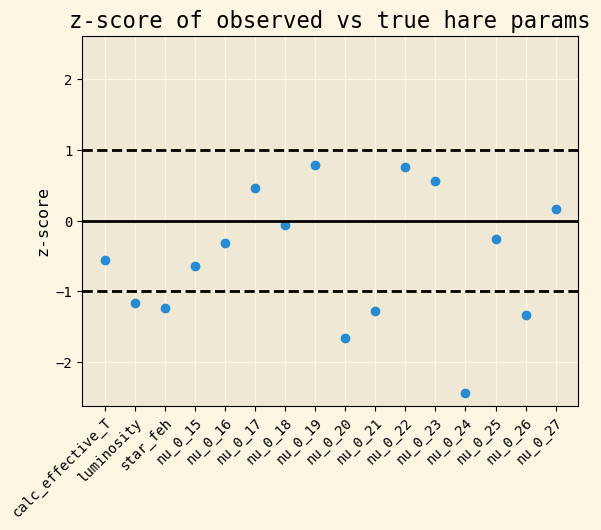 z-score of observed vs true hare params
z-score
2
1
0
−1
−2
calc_effective_T
luminosity
star_feh
nu_0_15
nu_0_16
nu_0_17
nu_0_18
nu_0_19
nu_0_20
nu_0_21
nu_0_22
nu_0_23
nu_0_24
nu_0_25
nu_0_26
nu_0_27